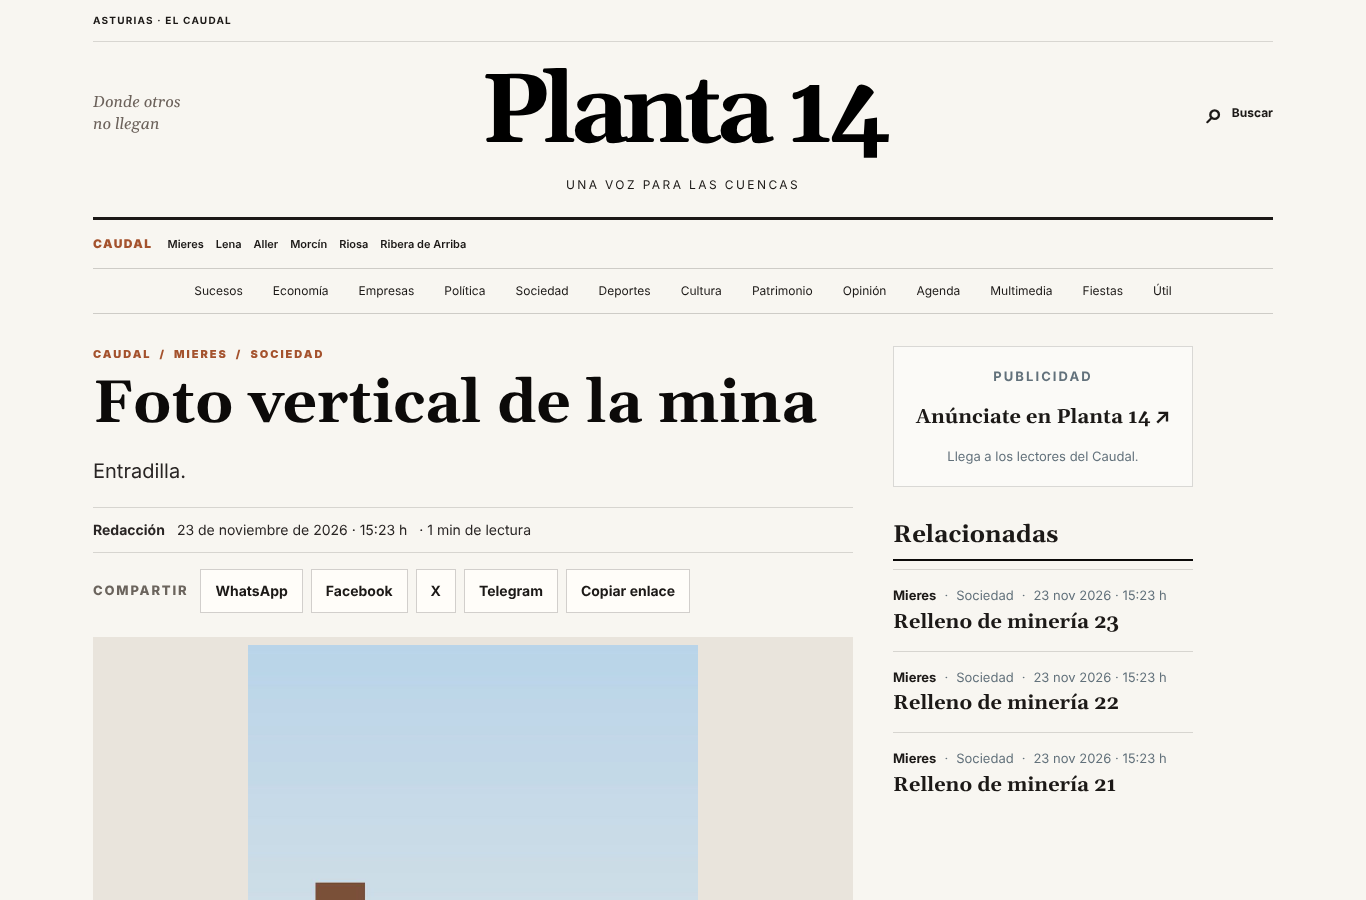 ASTURIAS · EL CAUDAL
Donde otros
no llegan
Planta 14
UNA VOZ PARA LAS CUENCAS
Buscar
CAUDAL Mieres Lena Aller Morcín Riosa Ribera de Arriba
Sucesos Economía Empresas Política Sociedad Deportes Cultura Patrimonio Opinión Agenda Multimedia Fiestas Útil
CAUDAL / MIERES / SOCIEDAD
Foto vertical de la mina
Entradilla.
Redacción 23 de noviembre de 2026 · 15:23 h · 1 min de lectura
COMPARTIR WhatsApp Facebook X Telegram Copiar enlace
PUBLICIDAD
Anúnciate en Planta 14 ↗
Llega a los lectores del Caudal.
Relacionadas
Mieres · Sociedad · 23 nov 2026 · 15:23 h
Relleno de minería 23
Mieres · Sociedad · 23 nov 2026 · 15:23 h
Relleno de minería 22
Mieres · Sociedad · 23 nov 2026 · 15:23 h
Relleno de minería 21